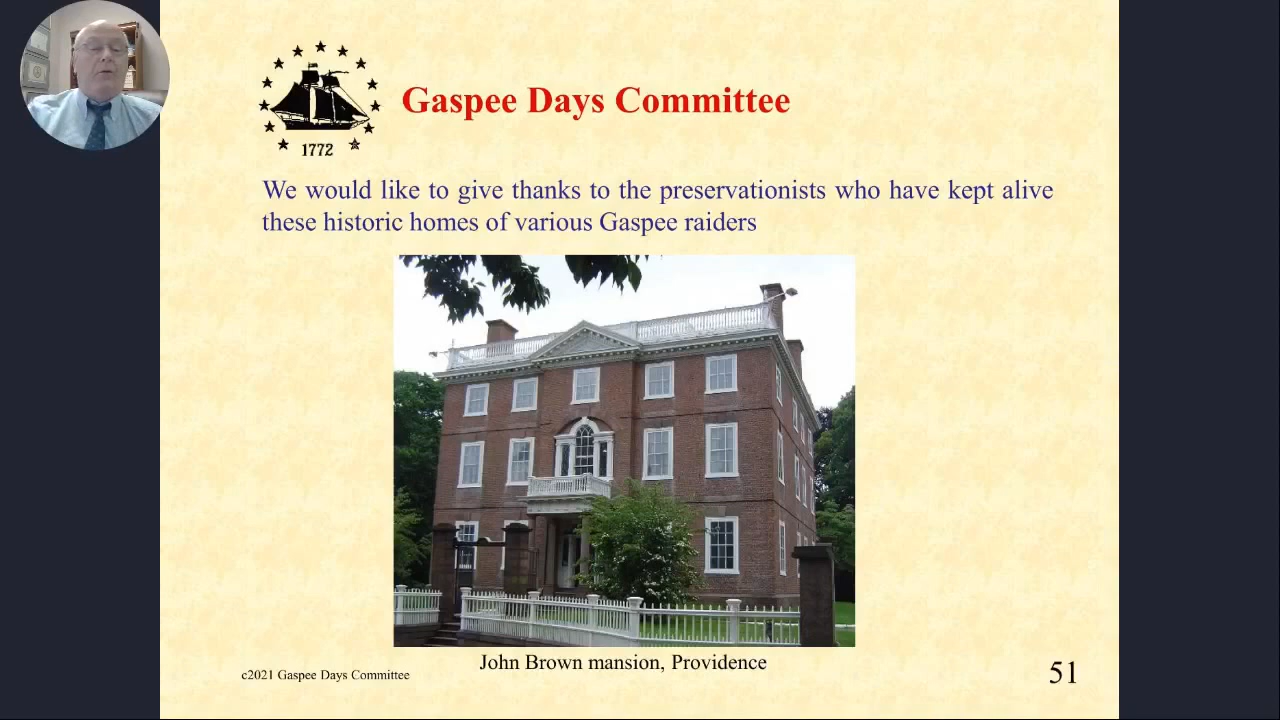 Gaspee Days Committee
1772
We would like to give thanks to the preservationists who have kept alive
these historic homes of various Gaspee raiders
John Brown mansion, Providence
c2021 Gaspee Days Committee
51